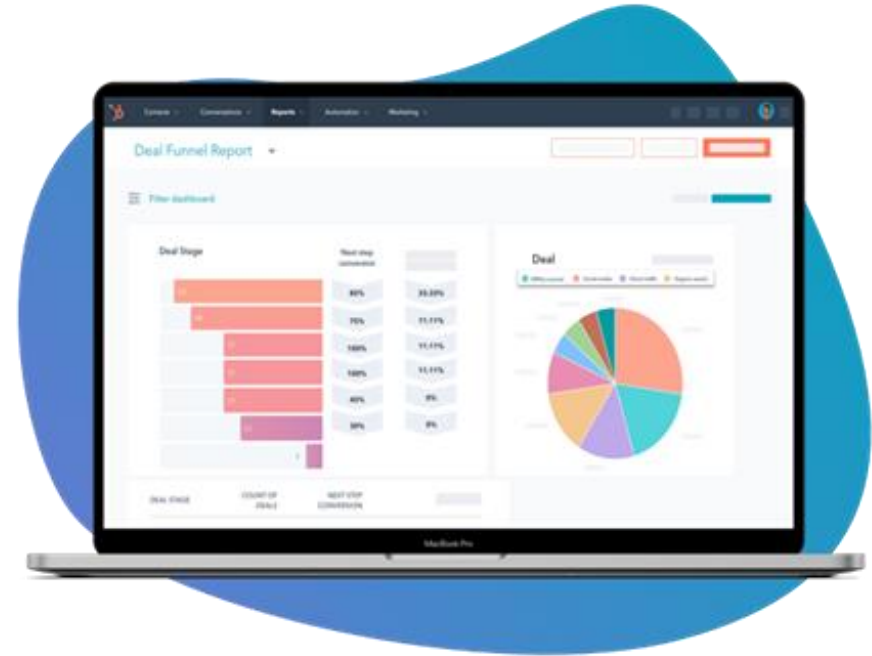 Contacts Conversations Reports Automation Marketing
Deal Funnel Report
Filter dashboard
Deal Stage
Next step
conversion
80% 33.33%
75% 11.11%
100% 11.11%
100% 11.11%
40% 0%
50% 0%
Deal
DEAL STAGE
COUNT OF
DEALS
NEXT STEP
CONVERSION
MacBook Pro